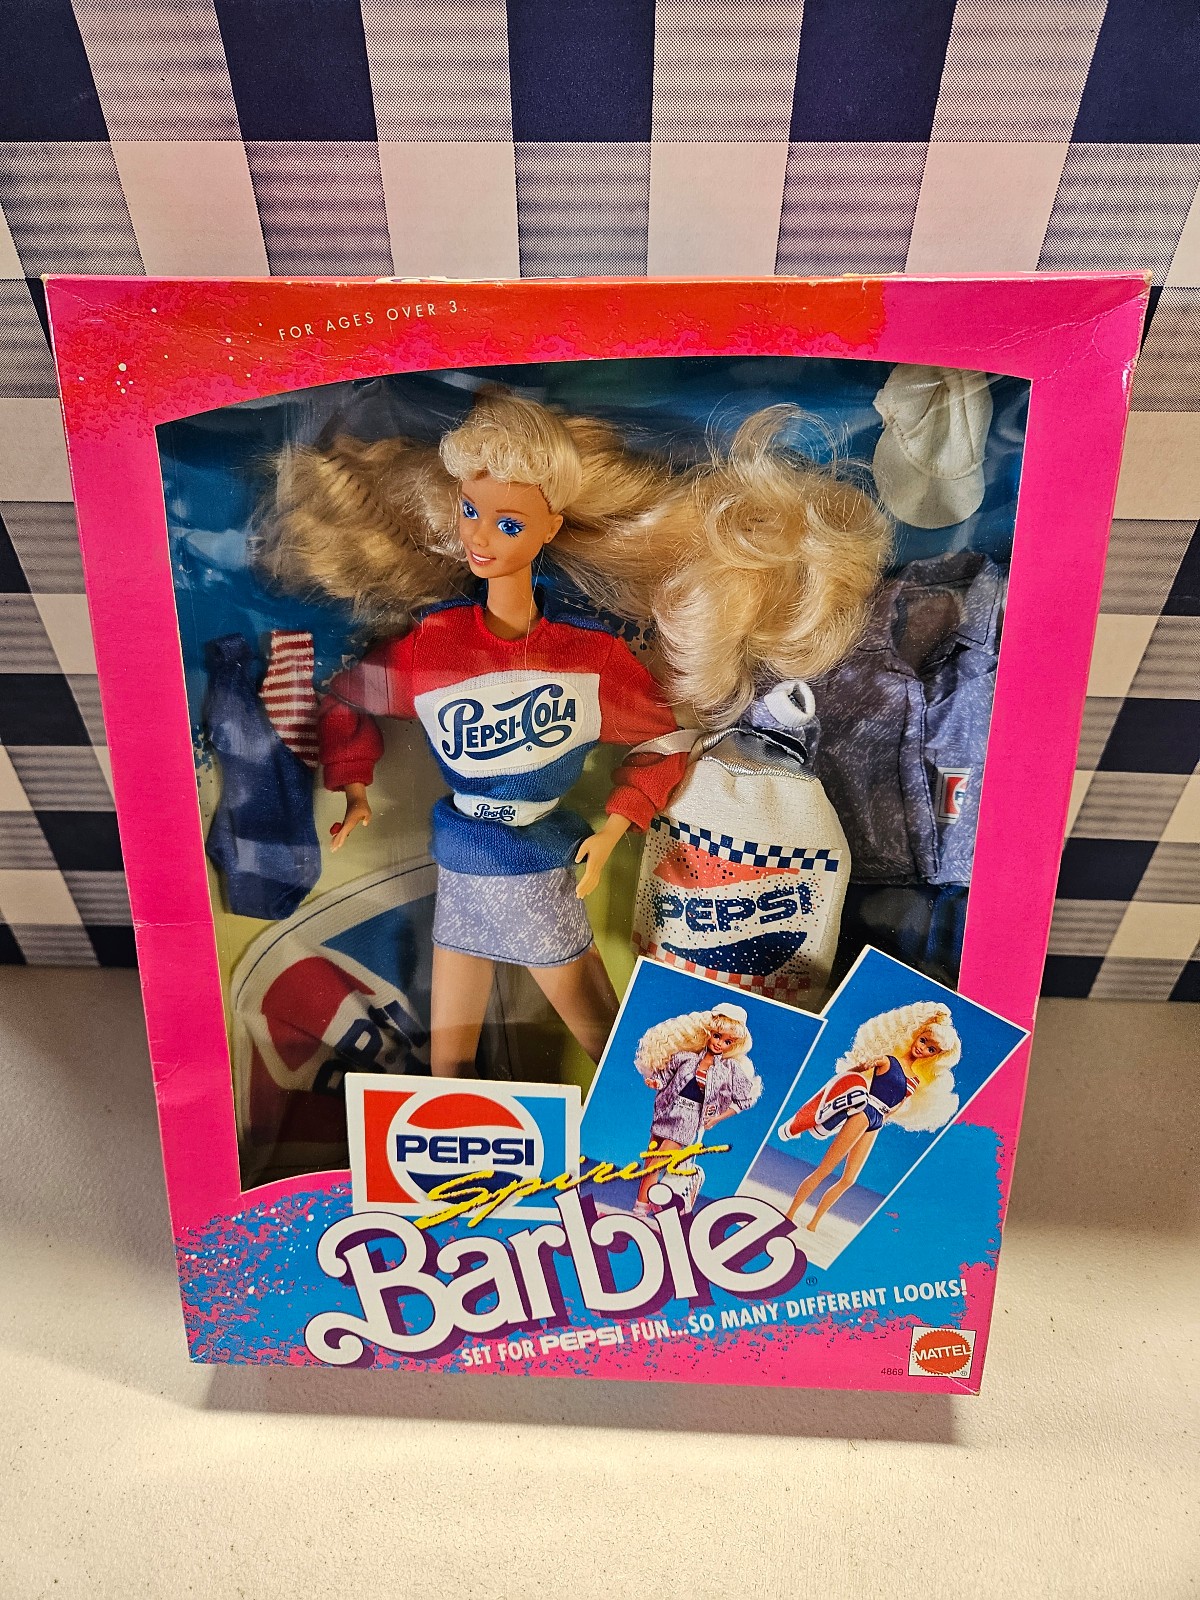 FOR AGES OVER 3.
PEPSI-COLA
PEPSI-COLA
PEPSI
PEPSI
Spirit
Barbie
SET FOR PEPSI FUN...SO MANY DIFFERENT LOOKS!
4869
MATTEL